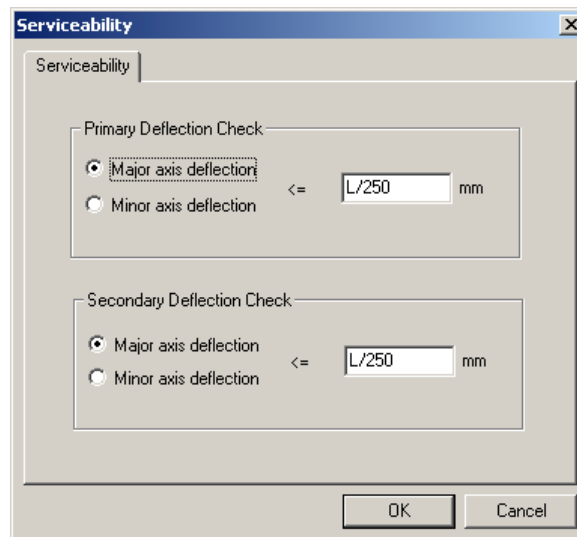 Serviceability
Serviceability
Primary Deflection Check
Major axis deflection
<= L/250 mm
Minor axis deflection
Secondary Deflection Check
Major axis deflection
<= L/250 mm
Minor axis deflection
OK Cancel